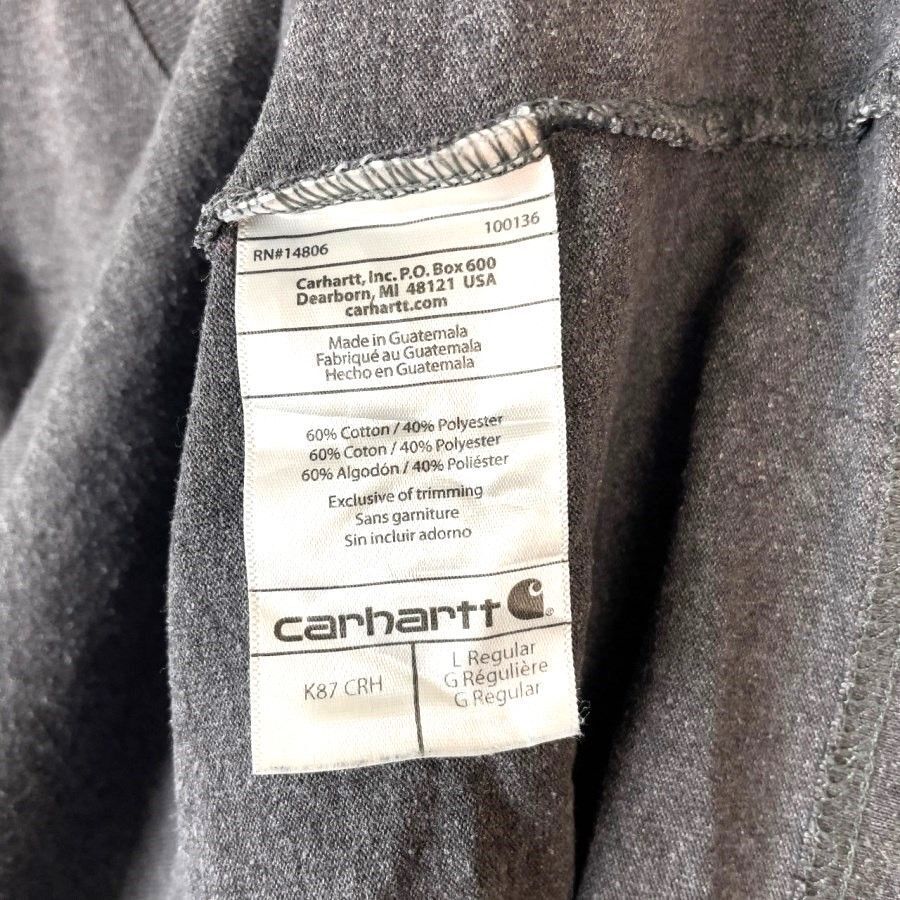 RN#14806 100136
Carhartt, Inc. P.O. Box 600
Dearborn, MI 48121 USA
carhartt.com
Made in Guatemala
Fabriqué au Guatemala
Hecho en Guatemala
60% Cotton / 40% Polyester
60% Coton / 40% Polyester
60% Algodón / 40% Poliéster
Exclusive of trimming
Sans garniture
Sin incluir adorno
carhartt ®
K87 CRH
L Regular
G Régulière
G Regular